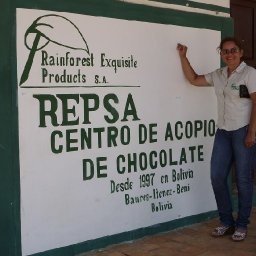 Rainforest Exquisite
Products S.A.
REPSA
CENTRO DE ACOPIO
DE CHOCOLATE
Desde 1997 en Bolivia
Baures-Itenez-Beni
Bolivia